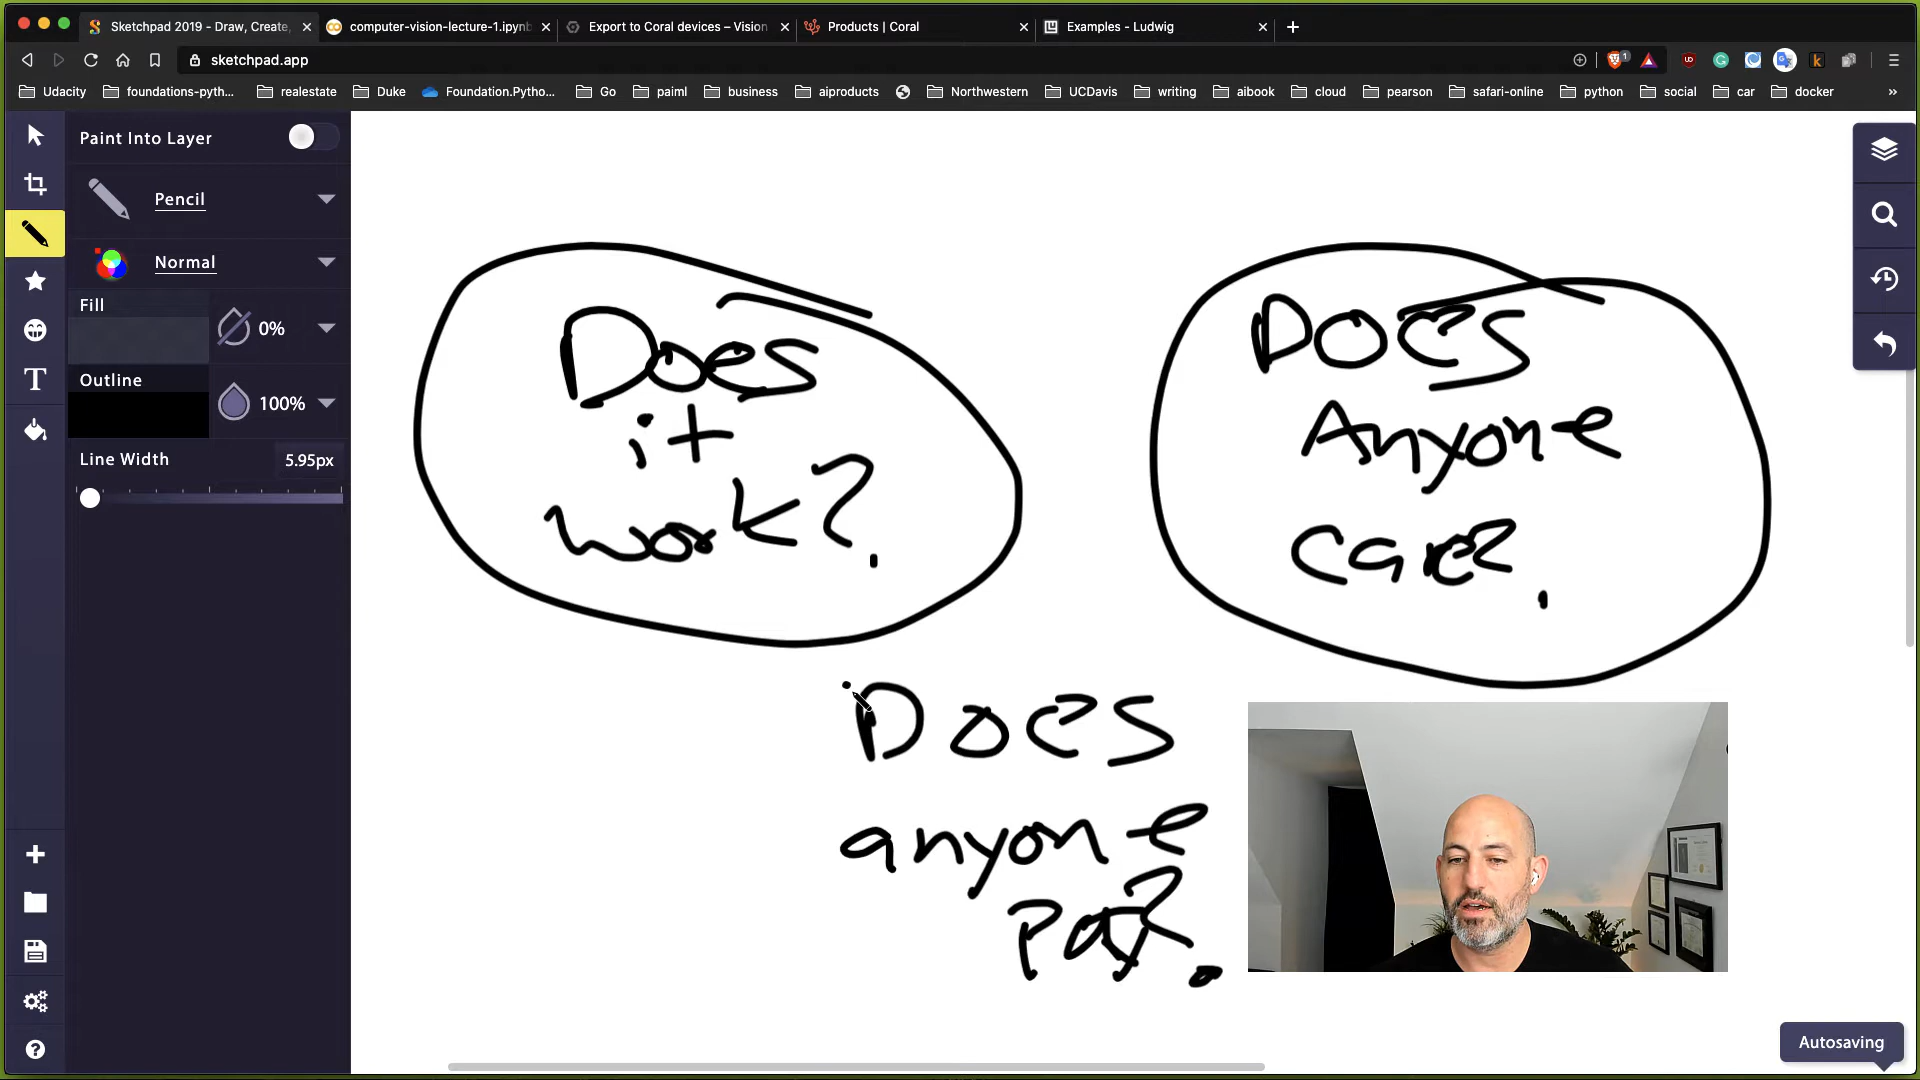 Sketchpad 2019 - Draw, Create,
computer-vision-lecture-1.ipynb
Export to Coral devices – Vision
Products | Coral
Examples - Ludwig
sketchpad.app
1
Udacity
foundations-pyth...
realestate
Duke
Foundation.Pytho...
Go
paiml
business
aiproducts
Northwestern
UCDavis
writing
aibook
cloud
pearson
safari-online
python
social
car
docker
»
Paint Into Layer
Pencil
Normal
Fill
0%
Outline
100%
Line Width
5.95px
Does
it
work?
DOES
Anyone
care?
Does
anyone
pay?
Autosaving